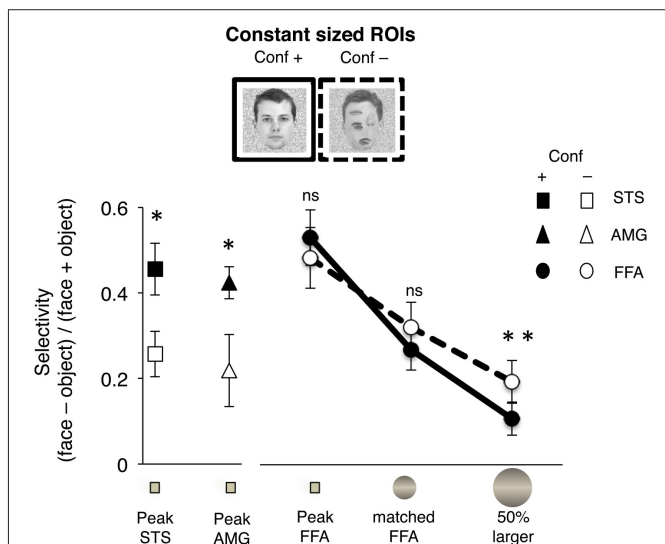 Constant sized ROIs
Conf + Conf –
Conf
+ –
STS
AMG
FFA
Selectivity
(face – object) / (face + object)
0.6
0.4
0.2
0
* * ns ns * *
Peak STS
Peak AMG
Peak FFA
matched FFA
50% larger